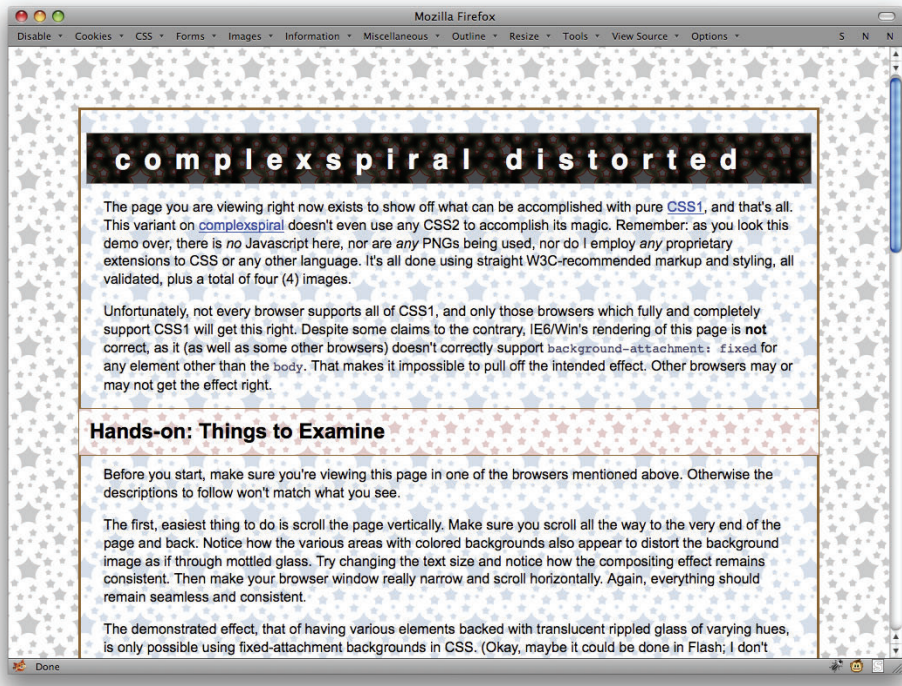 Mozilla Firefox
Disable Cookies CSS Forms Images Information Miscellaneous Outline Resize Tools View Source Options S N N
complexspiral distorted
The page you are viewing right now exists to show off what can be accomplished with pure CSS1, and that's all.
This variant on complexspiral doesn't even use any CSS2 to accomplish its magic. Remember: as you look this
demo over, there is no Javascript here, nor are any PNGs being used, nor do I employ any proprietary
extensions to CSS or any other language. It's all done using straight W3C-recommended markup and styling, all
validated, plus a total of four (4) images.
Unfortunately, not every browser supports all of CSS1, and only those browsers which fully and completely
support CSS1 will get this right. Despite some claims to the contrary, IE6/Win's rendering of this page is not
correct, as it (as well as some other browsers) doesn't correctly support background-attachment: fixed for
any element other than the body. That makes it impossible to pull off the intended effect. Other browsers may or
may not get the effect right.
Hands-on: Things to Examine
Before you start, make sure you're viewing this page in one of the browsers mentioned above. Otherwise the
descriptions to follow won't match what you see.
The first, easiest thing to do is scroll the page vertically. Make sure you scroll all the way to the very end of the
page and back. Notice how the various areas with colored backgrounds also appear to distort the background
image as if through mottled glass. Try changing the text size and notice how the compositing effect remains
consistent. Then make your browser window really narrow and scroll horizontally. Again, everything should
remain seamless and consistent.
The demonstrated effect, that of having various elements backed with translucent rippled glass of varying hues,
is only possible using fixed-attachment backgrounds in CSS. (Okay, maybe it could be done in Flash; I don't
Done